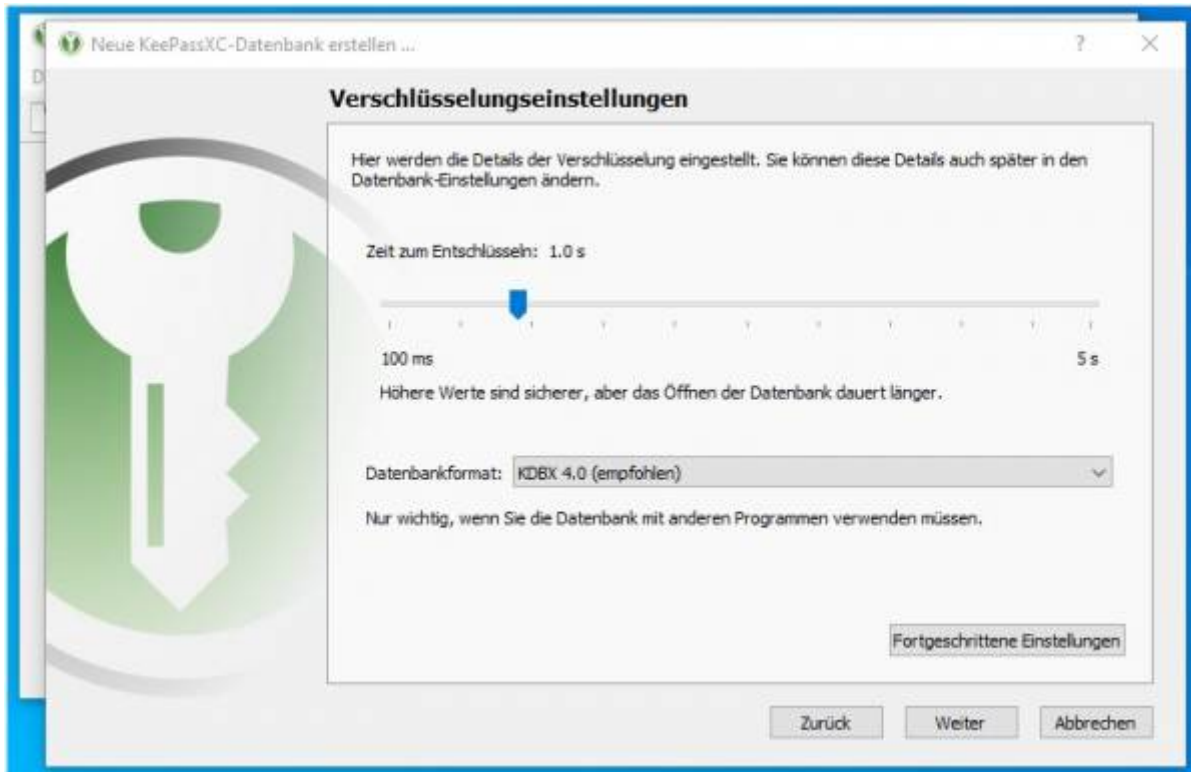 Neue KeePassXC-Datenbank erstellen ...
?
D
Verschlüsselungseinstellungen
Hier werden die Details der Verschlüsselung eingestellt. Sie können diese Details auch später in den
Datenbank-Einstellungen ändern.
Zeit zum Entschlüsseln: 1.0 s
100 ms 5 s
Höhere Werte sind sicherer, aber das Öffnen der Datenbank dauert länger.
Datenbankformat: KDBX 4.0 (empfohlen)
Nur wichtig, wenn Sie die Datenbank mit anderen Programmen verwenden müssen.
Fortgeschrittene Einstellungen
Zurück Weiter Abbrechen